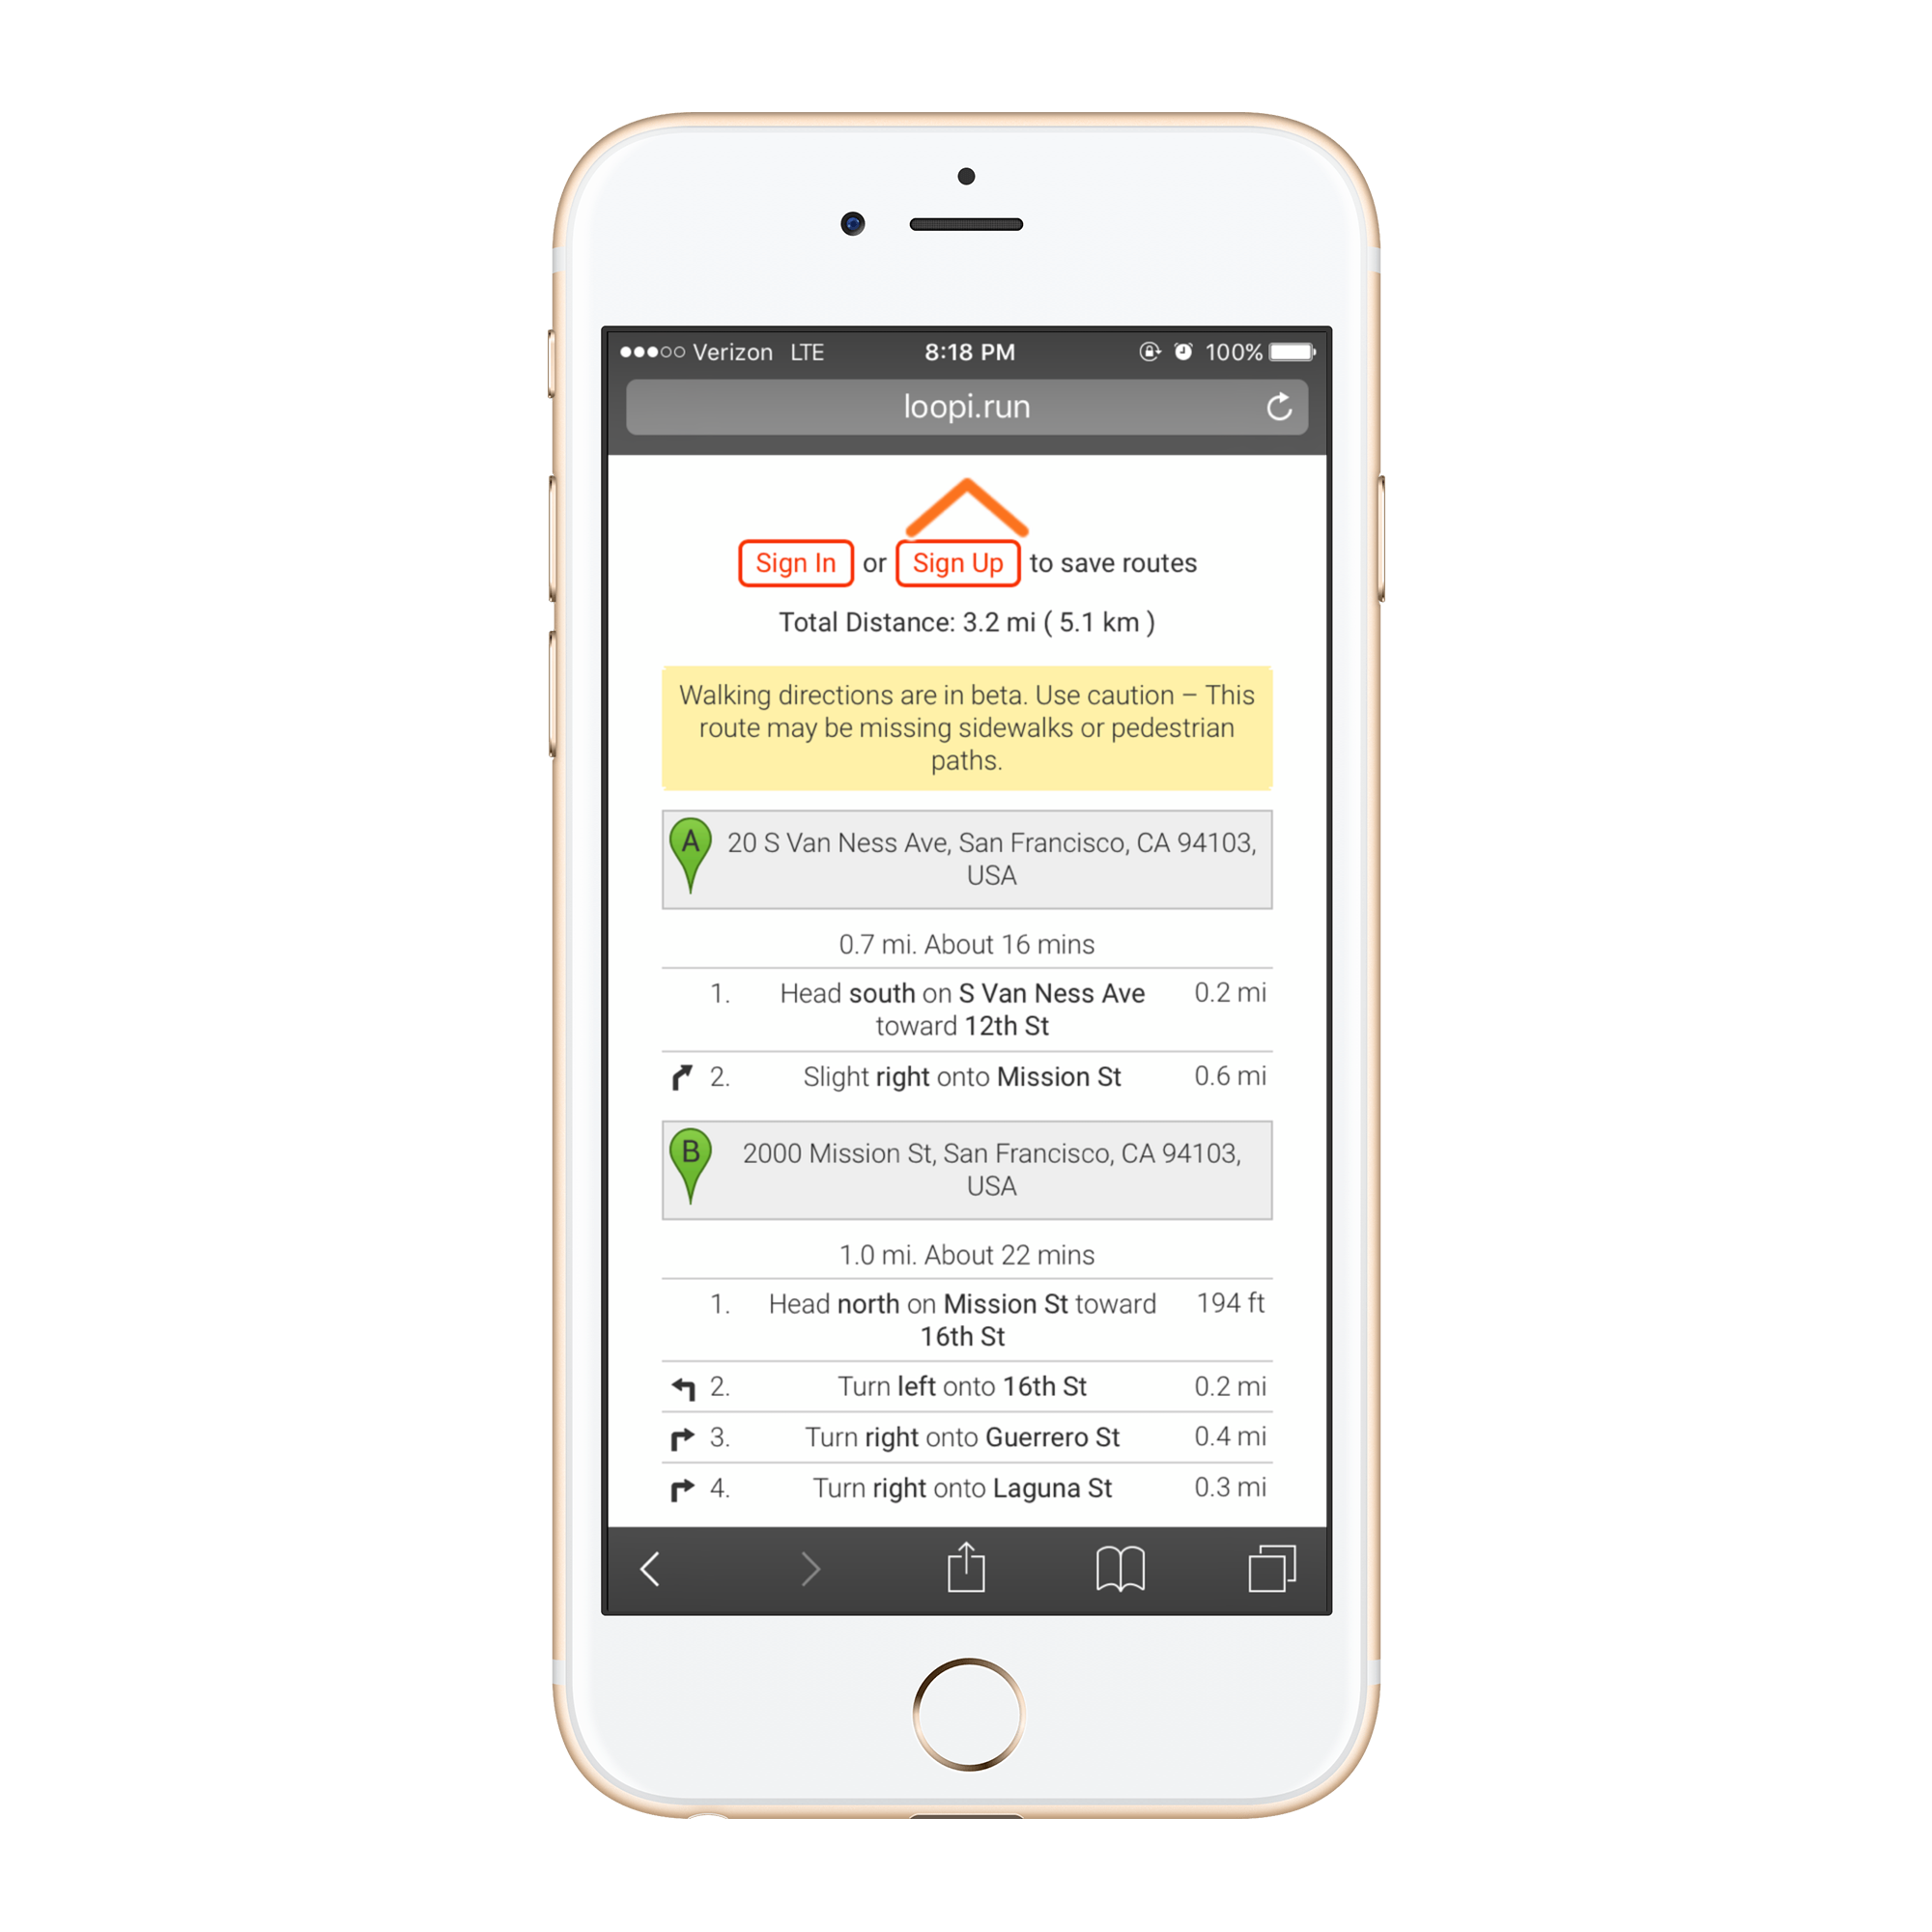 Verizon LTE 8:18 PM 100%
loopi.run
Sign In or Sign Up to save routes
Total Distance: 3.2 mi ( 5.1 km )
Walking directions are in beta. Use caution – This
route may be missing sidewalks or pedestrian
paths.
A 20 S Van Ness Ave, San Francisco, CA 94103,
USA
0.7 mi. About 16 mins
1. Head south on S Van Ness Ave 0.2 mi
toward 12th St
2. Slight right onto Mission St 0.6 mi
B 2000 Mission St, San Francisco, CA 94103,
USA
1.0 mi. About 22 mins
1. Head north on Mission St toward 194 ft
16th St
2. Turn left onto 16th St 0.2 mi
3. Turn right onto Guerrero St 0.4 mi
4. Turn right onto Laguna St 0.3 mi